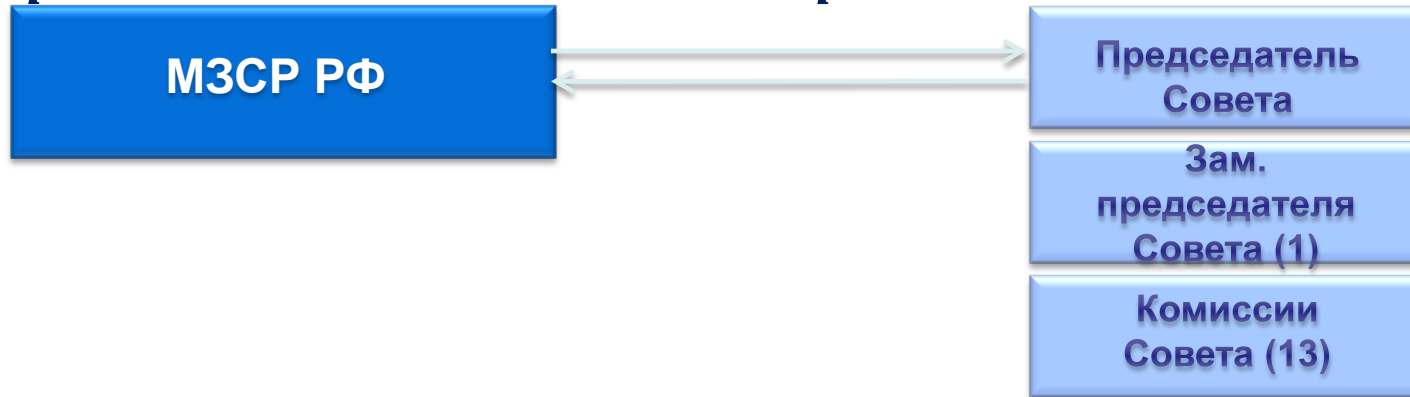 МЗСР РФ
Председатель
Совета
Зам.
председателя
Совета (1)
Комиссии
Совета (13)